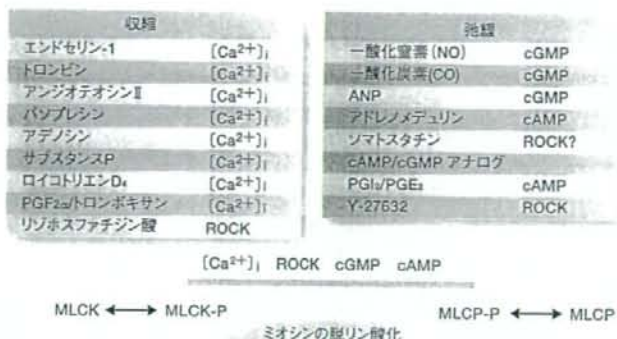 収縮
エンドセリン-1 [Ca²⁺]i
トロンビン [Ca²⁺]i
アンジオテオシンⅡ [Ca²⁺]i
バソプレシン [Ca²⁺]i
アデノシン [Ca²⁺]i
サブスタンスP [Ca²⁺]i
ロイコトリエンD₄ [Ca²⁺]i
PGF₂α/トロンボキサン [Ca²⁺]i
リゾホスファチジン酸 ROCK
弛緩
一酸化窒素(NO) cGMP
一酸化炭素(CO) cGMP
ANP cGMP
アドレノメデュリン cAMP
ソマトスタチン ROCK?
cAMP/cGMP アナログ
PGI₂/PGE₂ cAMP
Y-27632 ROCK
[Ca²⁺]i ROCK cGMP cAMP
MLCK ⟷ MLCK-P MLCP-P ⟷ MLCP
ミオシンの脱リン酸化